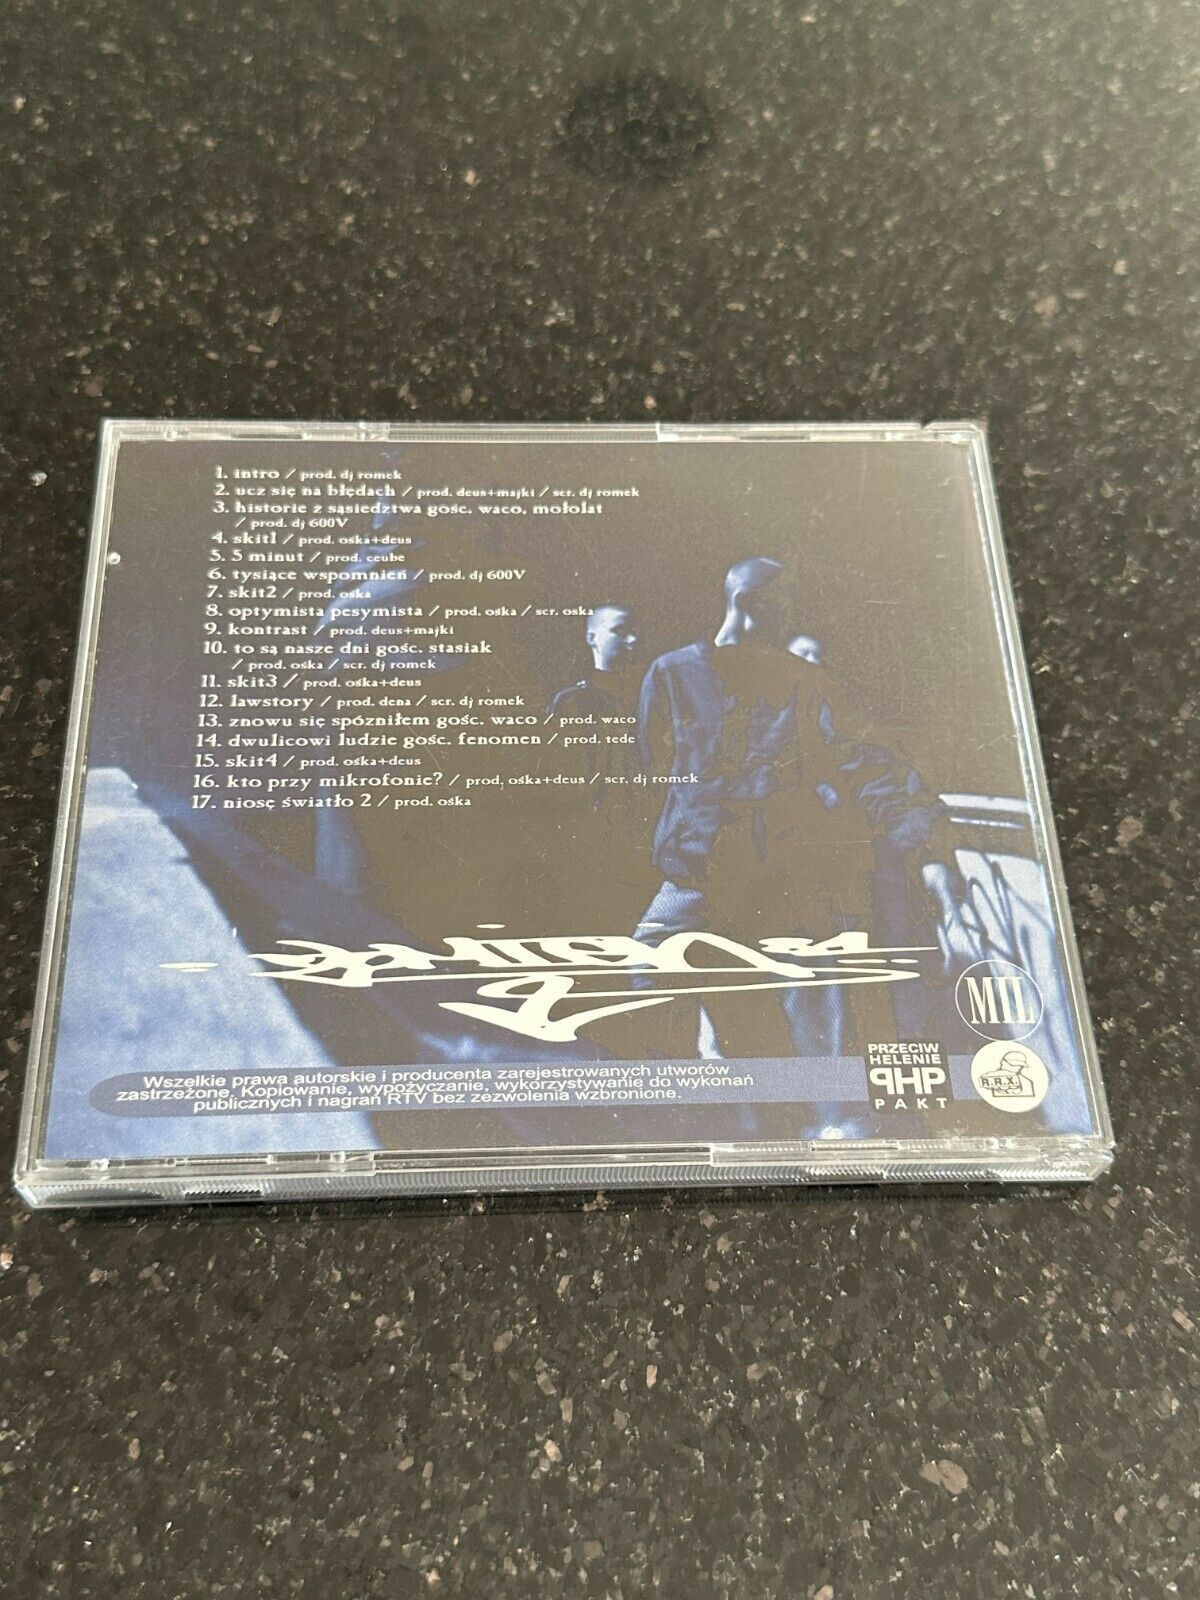 1. intro / prod. dj romek
2. ucz się na błędach / prod. deus+majki / scr. dj romek
3. historie z sąsiedztwa gośc. waco, mołolat
/ prod. dj 600V
4. skit1 / prod. ośka+deus
5. 5 minut / prod. ceube
6. tysiące wspomnień / prod. dj 600V
7. skit2 / prod. ośka
8. optymista pesymista / prod. ośka / scr. oska
9. kontrast / prod. deus+majki
10. to są nasze dni gośc. stasiak
/ prod. ośka / scr. dj romek
11. skit3 / prod. ośka+deus
12. lawstory / prod. dena / scr. dj romek
13. znowu się spózniłem gośc. waco / prod. waco
14. dwulicowi ludzie gośc. fenomen / prod. tede
15. skit4 / prod. ośka+deus
16. kto przy mikrofonie? / prod, ośka+deus / scr. dj romek
17. niosę światło 2 / prod. ośka
MIL
Wszelkie prawa autorskie i producenta zarejestrowanych utworów
zastrzeżone. Kopiowanie, wypożyczanie, wykorzystywanie do wykonań
publicznych i nagrań RTV bez zezwolenia wzbronione.
PRZECIW
HELENIE
PHP
PAKT
R.R.X.